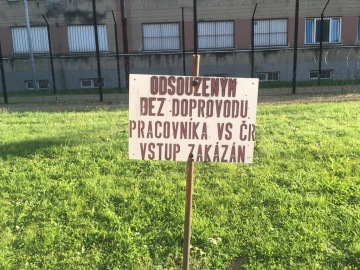 ODSOUZENÝM
BEZ DOPROVODU
PRACOVNÍKA VS ČR
VSTUP ZAKÁZÁN